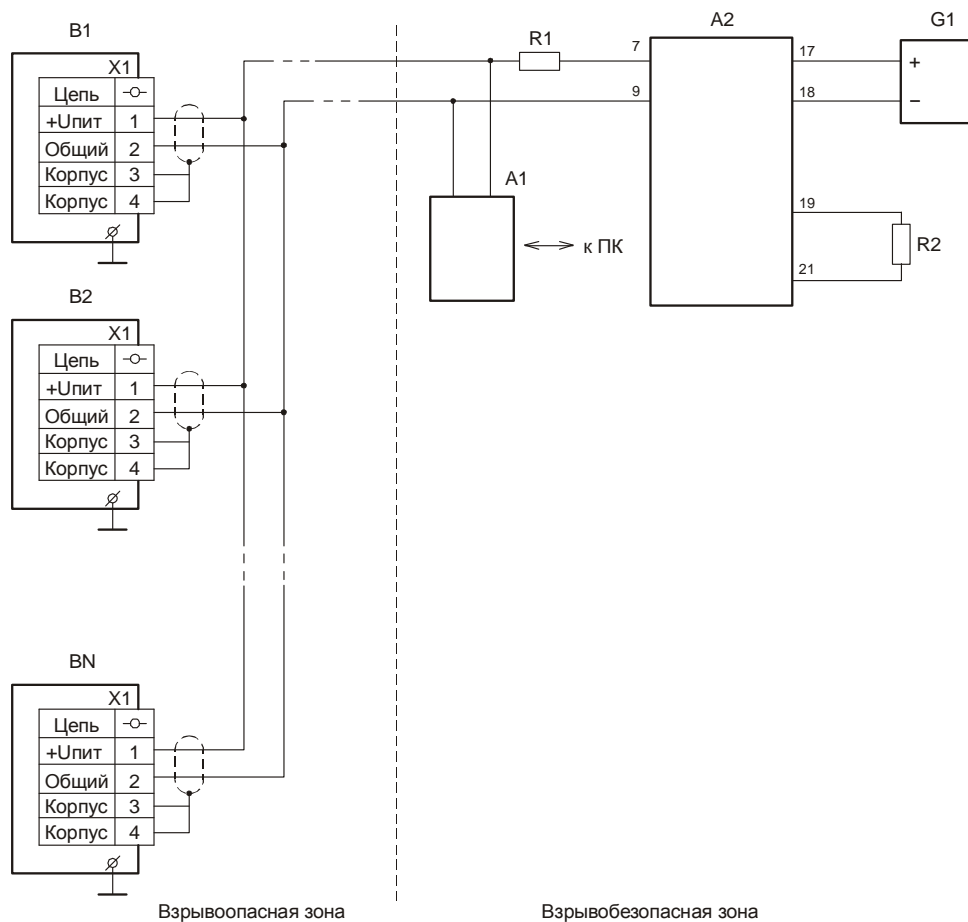 B1
X1
Цепь
+Uпит 1
Общий 2
Корпус 3
Корпус 4
B2
X1
Цепь
+Uпит 1
Общий 2
Корпус 3
Корпус 4
BN
X1
Цепь
+Uпит 1
Общий 2
Корпус 3
Корпус 4
R1
7
9
A2
17
18
G1
+
−
A1
к ПК
19
21
R2
Взрывоопасная зона
Взрывобезопасная зона